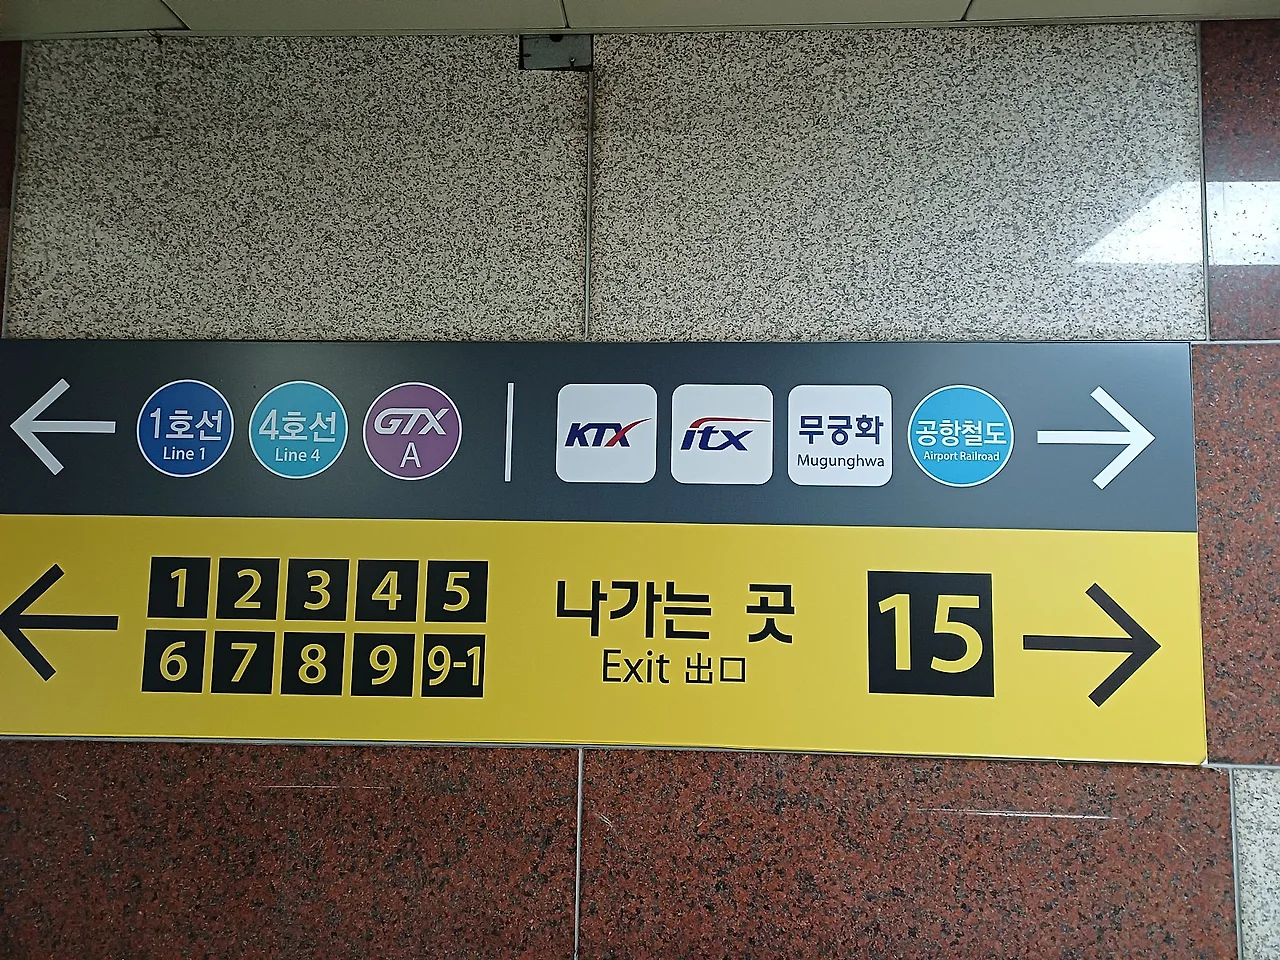 1호선
Line 1
4호선
Line 4
GTX
A
KTX
itx
무궁화
Mugunghwa
공항철도
Airport Railroad
1 2 3 4 5
6 7 8 9 9-1
나가는 곳
Exit 出口
15